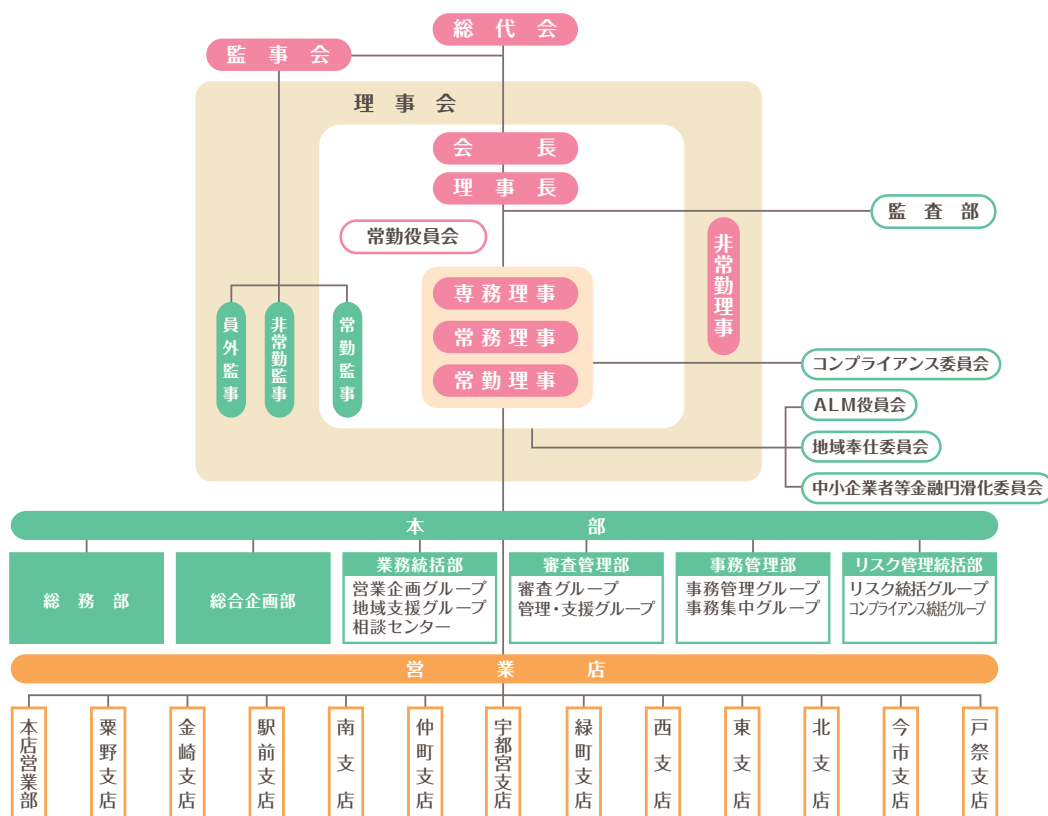 総代会
監事会
理事会
会長
理事長
監査部
常勤役員会
非常勤理事
専務理事
常務理事
常勤理事
員外監事
非常勤監事
常勤監事
コンプライアンス委員会
ALM役員会
地域奉仕委員会
中小企業者等金融円滑化委員会
本部
総務部
総合企画部
業務統括部
営業企画グループ
地域支援グループ
相談センター
審査管理部
審査グループ
管理・支援グループ
事務管理部
事務管理グループ
事務集中グループ
リスク管理統括部
リスク統括グループ
コンプライアンス統括グループ
営業店
本店営業部
粟野支店
金崎支店
駅前支店
南支店
仲町支店
宇都宮支店
緑町支店
西支店
東支店
北支店
今市支店
戸祭支店